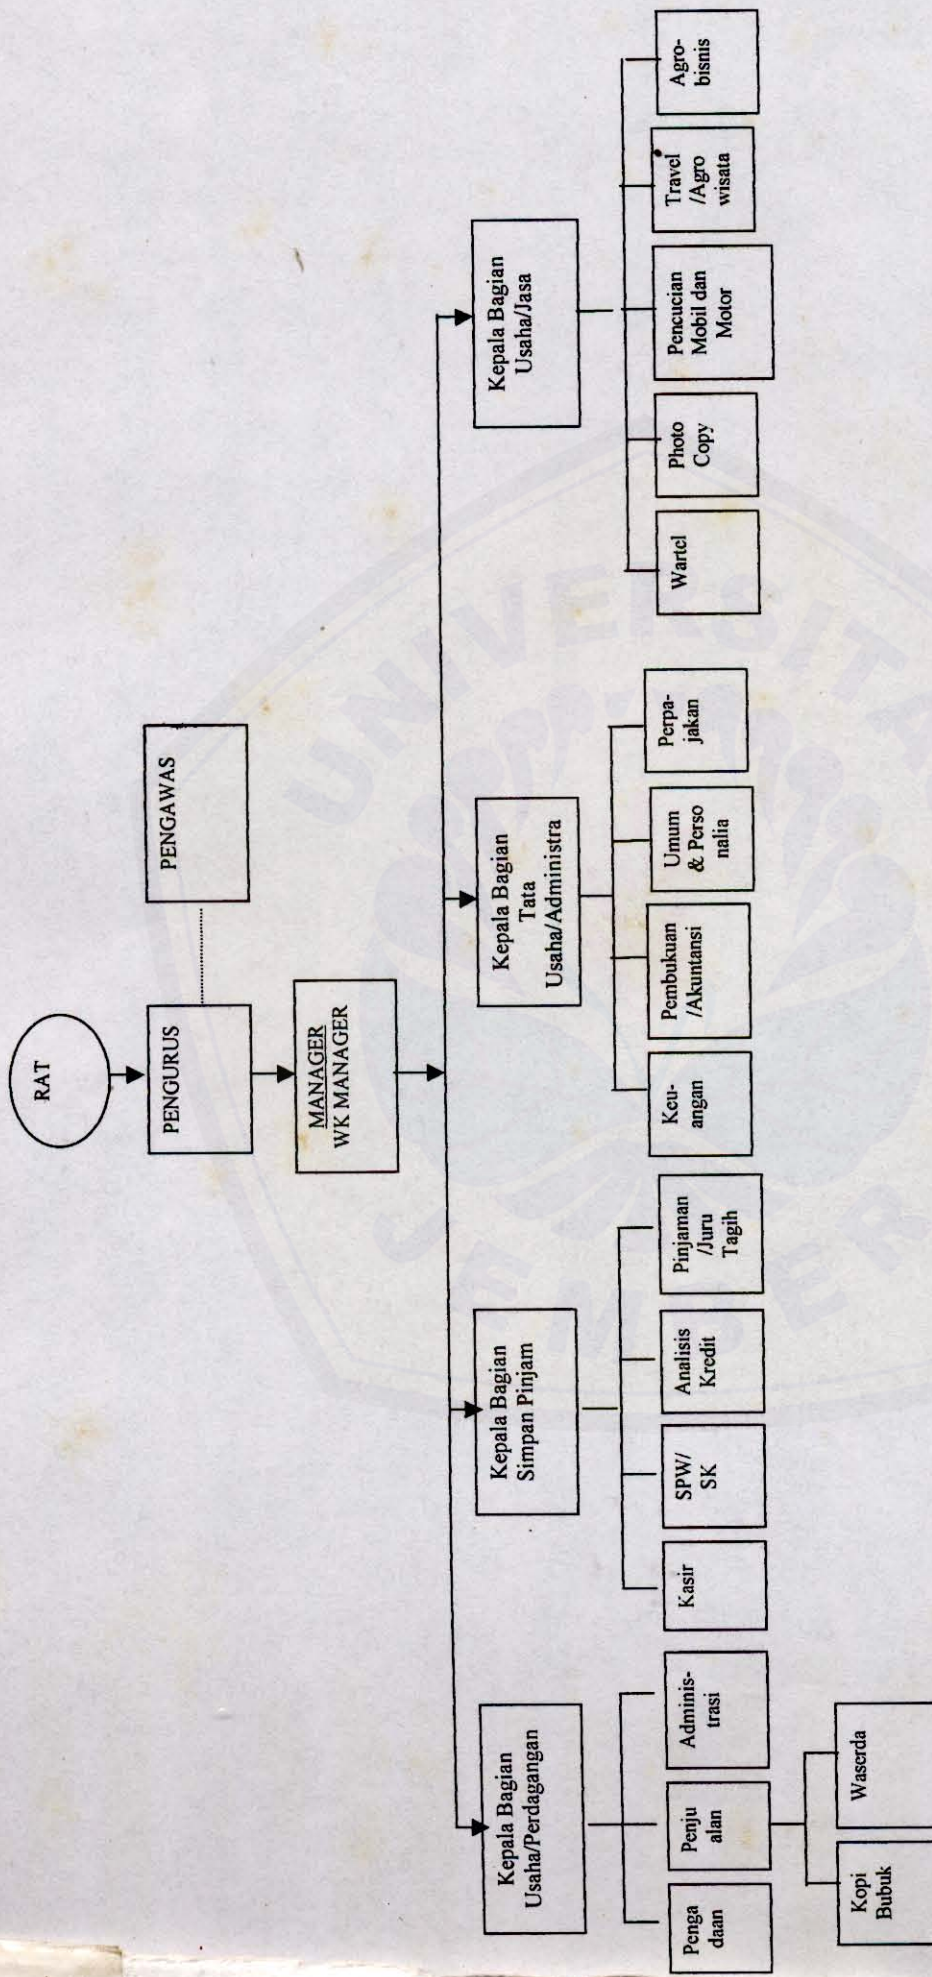 RAT
PENGURUS
PENGAWAS
MANAGER
WK MANAGER
Kepala Bagian
Usaha/Perdagangan
Kepala Bagian
Simpan Pinjam
Kepala Bagian
Tata
Usaha/Administra
Kepala Bagian
Usaha/Jasa
Penga
daan
Penju
alan
Adminis-
trasi
Kasir
SPW/
SK
Analisis
Kredit
Pinjaman
/Juru
Tagih
Keu-
angan
Pembukuan
/Akuntansi
Umum
& Perso
nalia
Perpa-
jakan
Wartel
Photo
Copy
Pencucian
Mobil dan
Motor
Travel
/Agro
wisata
Agro-
bisnis
Kopi
Bubuk
Waserda
UNIVERSITA
JEMBER